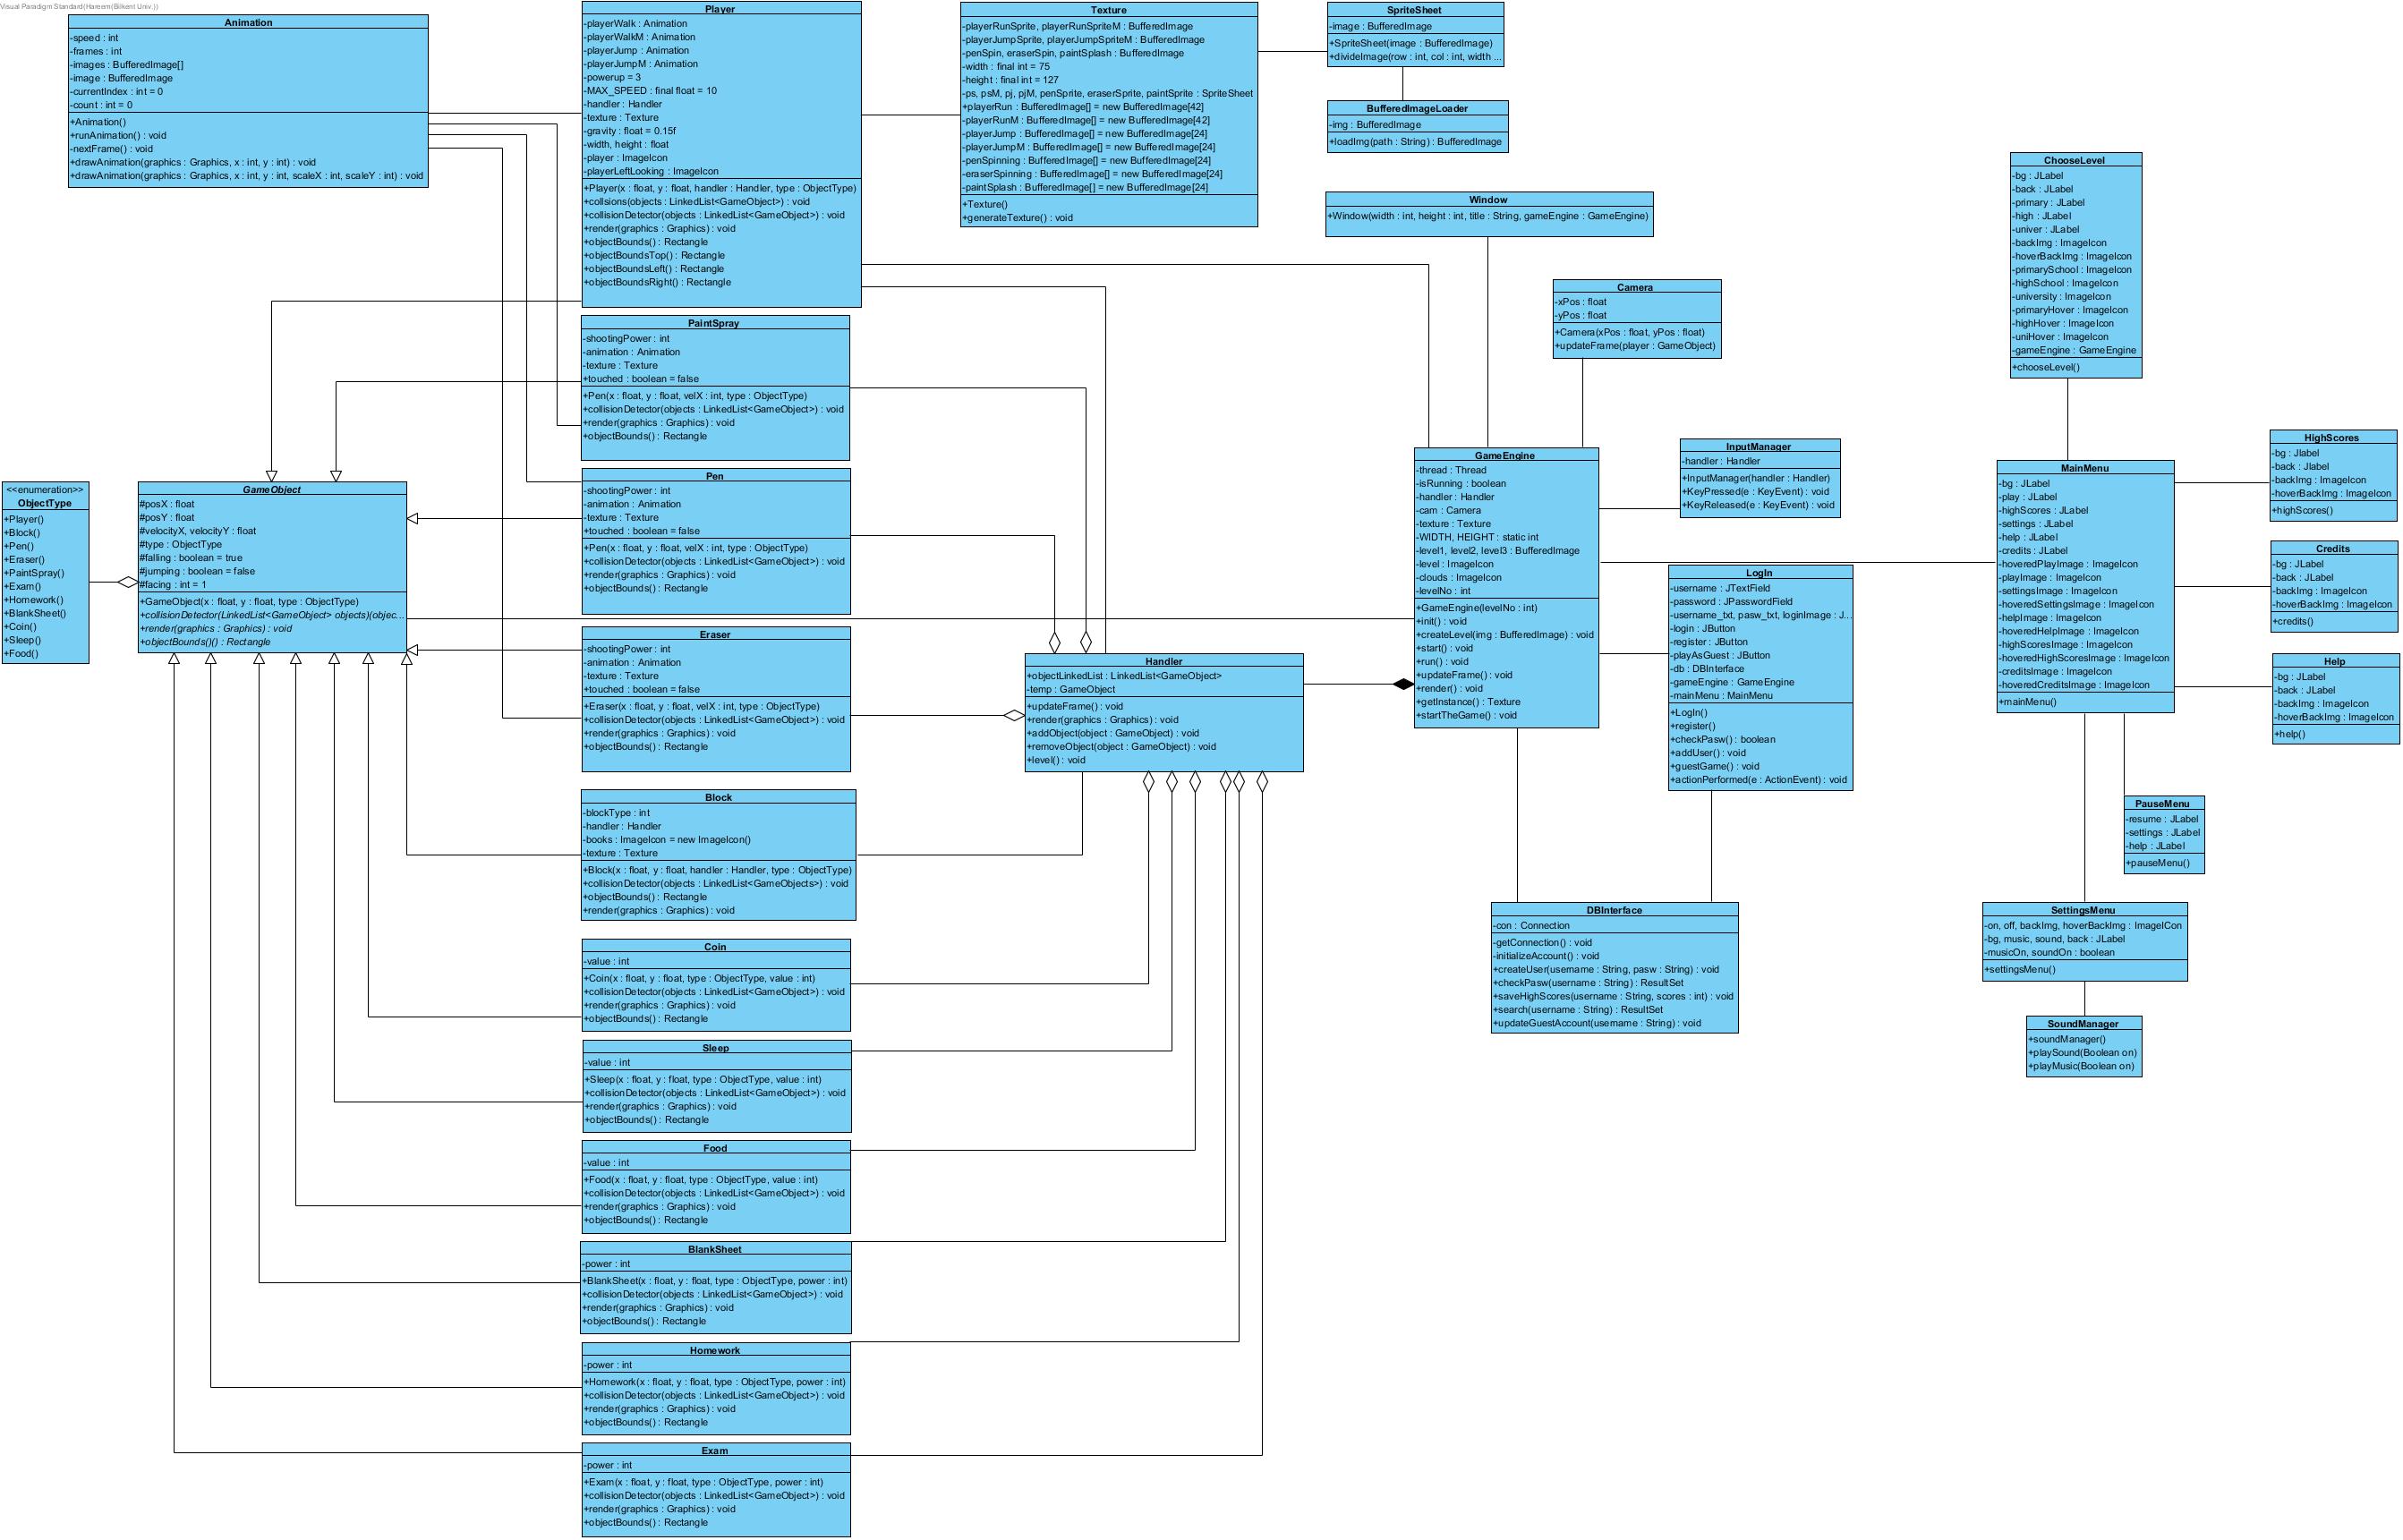 Visual Paradigm Standard(Hareem(Bilkent Univ.))
Animation
-speed : int
-frames : int
-images : BufferedImage[]
-image : BufferedImage
-currentIndex : int = 0
-count : int = 0
+Animation()
+runAnimation() : void
-nextFrame() : void
+drawAnimation(graphics : Graphics, x : int, y : int) : void
+drawAnimation(graphics : Graphics, x : int, y : int, scaleX : int, scaleY : int) : void
Player
-playerWalk : Animation
-playerWalkM : Animation
-playerJump : Animation
-playerJumpM : Animation
-powerup = 3
-MAX_SPEED : final float = 10
-handler : Handler
-texture : Texture
-gravity : float = 0.15f
-width, height : float
-player : ImageIcon
-playerLeftLooking : ImageIcon
+Player(x : float, y : float, handler : Handler, type : ObjectType)
+collsions(objects : LinkedList<GameObject>) : void
+collisionDetector(objects : LinkedList<GameObject>) : void
+render(graphics : Graphics) : void
+objectBounds() : Rectangle
+objectBoundsTop() : Rectangle
+objectBoundsLeft() : Rectangle
+objectBoundsRight() : Rectangle
Texture
-playerRunSprite, playerRunSpriteM : BufferedImage
-playerJumpSprite, playerJumpSpriteM : BufferedImage
-penSpin, eraserSpin, paintSplash : BufferedImage
-width : final int = 75
-height : final int = 127
-ps, psM, pj, pjM, penSprite, eraserSprite, paintSprite : SpriteSheet
+playerRun : BufferedImage[] = new BufferedImage[42]
-playerRunM : BufferedImage[] = new BufferedImage[42]
-playerJump : BufferedImage[] = new BufferedImage[24]
-playerJumpM : BufferedImage[] = new BufferedImage[24]
-penSpinning : BufferedImage[] = new BufferedImage[24]
-eraserSpinning : BufferedImage[] = new BufferedImage[24]
-paintSplash : BufferedImage[] = new BufferedImage[24]
+Texture()
+generateTexture() : void
SpriteSheet
-image : BufferedImage
+SpriteSheet(image : BufferedImage)
+divideImage(row : int, col : int, width ...
BufferedImageLoader
-img : BufferedImage
+loadImg(path : String) : BufferedImage
Window
+Window(width : int, height : int, title : String, gameEngine : GameEngine)
Camera
-xPos : float
-yPos : float
+Camera(xPos : float, yPos : float)
+updateFrame(player : GameObject)
ChooseLevel
-bg : JLabel
-back : JLabel
-primary : JLabel
-high : JLabel
-univer : JLabel
-backImg : ImageIcon
-hoverBackImg : ImageIcon
-primarySchool : ImageIcon
-highSchool : ImageIcon
-university : ImageIcon
-primaryHover : ImageIcon
-highHover : ImageIcon
-uniHover : ImageIcon
-gameEngine : GameEngine
+chooseLevel()
PaintSpray
-shootingPower : int
-animation : Animation
-texture : Texture
+touched : boolean = false
+Pen(x : float, y : float, velX : int, type : ObjectType)
+collisionDetector(objects : LinkedList<GameObject>) : void
+render(graphics : Graphics) : void
+objectBounds() : Rectangle
Pen
-shootingPower : int
-animation : Animation
-texture : Texture
+touched : boolean = false
+Pen(x : float, y : float, velX : int, type : ObjectType)
+collisionDetector(objects : LinkedList<GameObject>) : void
+render(graphics : Graphics) : void
+objectBounds() : Rectangle
<<enumeration>>
ObjectType
+Player()
+Block()
+Pen()
+Eraser()
+PaintSpray()
+Exam()
+Homework()
+BlankSheet()
+Coin()
+Sleep()
+Food()
GameObject
#posX : float
#posY : float
#velocityX, velocityY : float
#type : ObjectType
#falling : boolean = true
#jumping : boolean = false
#facing : int = 1
+GameObject(x : float, y : float, type : ObjectType)
+collisionDetector(LinkedList<GameObject> objects)(objec...
+render(graphics : Graphics) : void
+objectBounds()() : Rectangle
Eraser
-shootingPower : int
-animation : Animation
-texture : Texture
+touched : boolean = false
+Eraser(x : float, y : float, velX : int, type : ObjectType)
+collisionDetector(objects : LinkedList<GameObject>) : void
+render(graphics : Graphics) : void
+objectBounds() : Rectangle
Handler
+objectLinkedList : LinkedList<GameObject>
-temp : GameObject
+updateFrame() : void
+render(graphics : Graphics) : void
+addObject(object : GameObject) : void
+removeObject(object : GameObject) : void
+level() : void
GameEngine
-thread : Thread
-isRunning : boolean
-handler : Handler
-cam : Camera
-texture : Texture
-WIDTH, HEIGHT : static int
-level1, level2, level3 : BufferedImage
-level : ImageIcon
-clouds : ImageIcon
-levelNo : int
+GameEngine(levelNo : int)
+init() : void
+createLevel(img : BufferedImage) : void
+start() : void
+run() : void
+updateFrame() : void
+render() : void
+getInstance() : Texture
+startTheGame() : void
InputManager
-handler : Handler
+InputManager(handler : Handler)
+KeyPressed(e : KeyEvent) : void
+KeyReleased(e : KeyEvent) : void
LogIn
-username : JTextField
-password : JPasswordField
-username_txt, pasw_txt, loginImage : J...
-login : JButton
-register : JButton
-playAsGuest : JButton
-db : DBInterface
-gameEngine : GameEngine
-mainMenu : MainMenu
+LogIn()
+register()
+checkPasw() : boolean
+addUser() : void
+guestGame() : void
+actionPerformed(e : ActionEvent) : void
MainMenu
-bg : JLabel
-play : JLabel
-highScores : JLabel
-settings : JLabel
-help : JLabel
-credits : JLabel
-hoveredPlayImage : ImageIcon
-playImage : ImageIcon
-settingsImage : ImageIcon
-hoveredSettingsImage : ImageIcon
-helpImage : ImageIcon
-hoveredHelpImage : ImageIcon
-highScoresImage : ImageIcon
-hoveredHighScoresImage : ImageIcon
-creditsImage : ImageIcon
-hoveredCreditsImage : ImageIcon
+mainMenu()
HighScores
-bg : Jlabel
-back : Jlabel
-backImg : ImageIcon
-hoverBackImg : ImageIcon
+highScores()
Credits
-bg : JLabel
-back : JLabel
-backImg : ImageIcon
-hoverBackImg : ImageIcon
+credits()
Help
-bg : JLabel
-back : JLabel
-backImg : ImageIcon
-hoverBackImg : ImageIcon
+help()
PauseMenu
-resume : JLabel
-settings : JLabel
-help : JLabel
+pauseMenu()
Block
-blockType : int
-handler : Handler
-books : ImageIcon = new ImageIcon()
-texture : Texture
+Block(x : float, y : float, handler : Handler, type : ObjectType)
+collisionDetector(objects : LinkedList<GameObjects>) : void
+objectBounds() : Rectangle
+render(graphics : Graphics) : void
DBInterface
-con : Connection
-getConnection() : void
-initializeAccount() : void
+createUser(username : String, pasw : String) : void
+checkPasw(username : String) : ResultSet
+saveHighScores(username : String, scores : int) : void
+search(username : String) : ResultSet
+updateGuestAccount(username : String) : void
SettingsMenu
-on, off, backImg, hoverBackImg : ImageICon
-bg, music, sound, back : JLabel
-musicOn, soundOn : boolean
+settingsMenu()
SoundManager
+soundManager()
+playSound(Boolean on)
+playMusic(Boolean on)
Coin
-value : int
+Coin(x : float, y : float, type : ObjectType, value : int)
+collisionDetector(objects : LinkedList<GameObject>) : void
+render(graphics : Graphics) : void
+objectBounds() : Rectangle
Sleep
-value : int
+Sleep(x : float, y : float, type : ObjectType, value : int)
+collisionDetector(objects : LinkedList<GameObject>) : void
+render(graphics : Graphics) : void
+objectBounds() : Rectangle
Food
-value : int
+Food(x : float, y : float, type : ObjectType, value : int)
+collisionDetector(objects : LinkedList<GameObject>) : void
+render(graphics : Graphics) : void
+objectBounds() : Rectangle
BlankSheet
-power : int
+BlankSheet(x : float, y : float, type : ObjectType, power : int)
+collisionDetector(objects : LinkedList<GameObject>) : void
+render(graphics : Graphics) : void
+objectBounds() : Rectangle
Homework
-power : int
+Homework(x : float, y : float, type : ObjectType, power : int)
+collisionDetector(objects : LinkedList<GameObject>) : void
+render(graphics : Graphics) : void
+objectBounds() : Rectangle
Exam
-power : int
+Exam(x : float, y : float, type : ObjectType, power : int)
+collisionDetector(objects : LinkedList<GameObject>) : void
+render(graphics : Graphics) : void
+objectBounds() : Rectangle